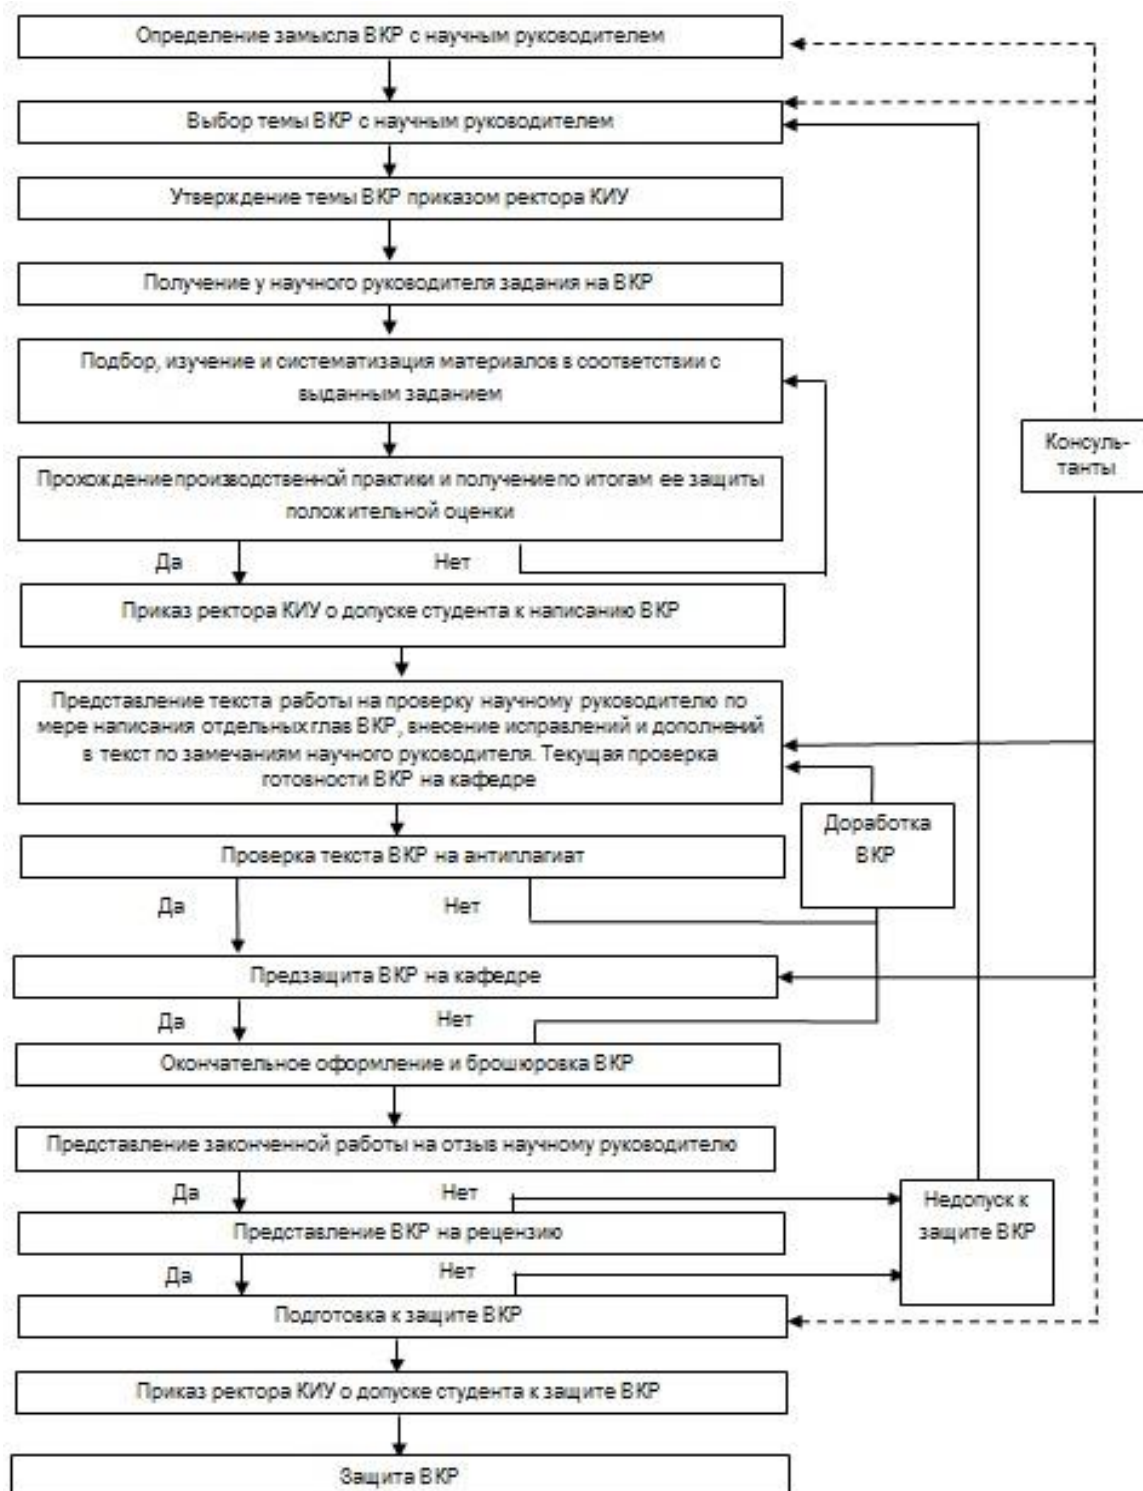 Определение замысла ВКР с научным руководителем
Выбор темы ВКР с научным руководителем
Утверждение темы ВКР приказом ректора КИУ
Получение у научного руководителя задания на ВКР
Подбор, изучение и систематизация материалов в соответствии с
выданным заданием
Консуль-
танты
Прохождение производственной практики и получение по итогам ее защиты
положительной оценки
Да
Нет
Приказ ректора КИУ о допуске студента к написанию ВКР
Представление текста работы на проверку научному руководителю по
мере написания отдельных глав ВКР, внесение исправлений и дополнений
в текст по замечаниям научного руководителя. Текущая проверка
готовности ВКР на кафедре
Доработка
ВКР
Проверка текста ВКР на антиплагиат
Да
Нет
Предзащита ВКР на кафедре
Да
Нет
Окончательное оформление и брошюровка ВКР
Представление законченной работы на отзыв научному руководителю
Да
Нет
Недопуск к
защите ВКР
Представление ВКР на рецензию
Да
Нет
Подготовка к защите ВКР
Приказ ректора КИУ о допуске студента к защите ВКР
Защита ВКР